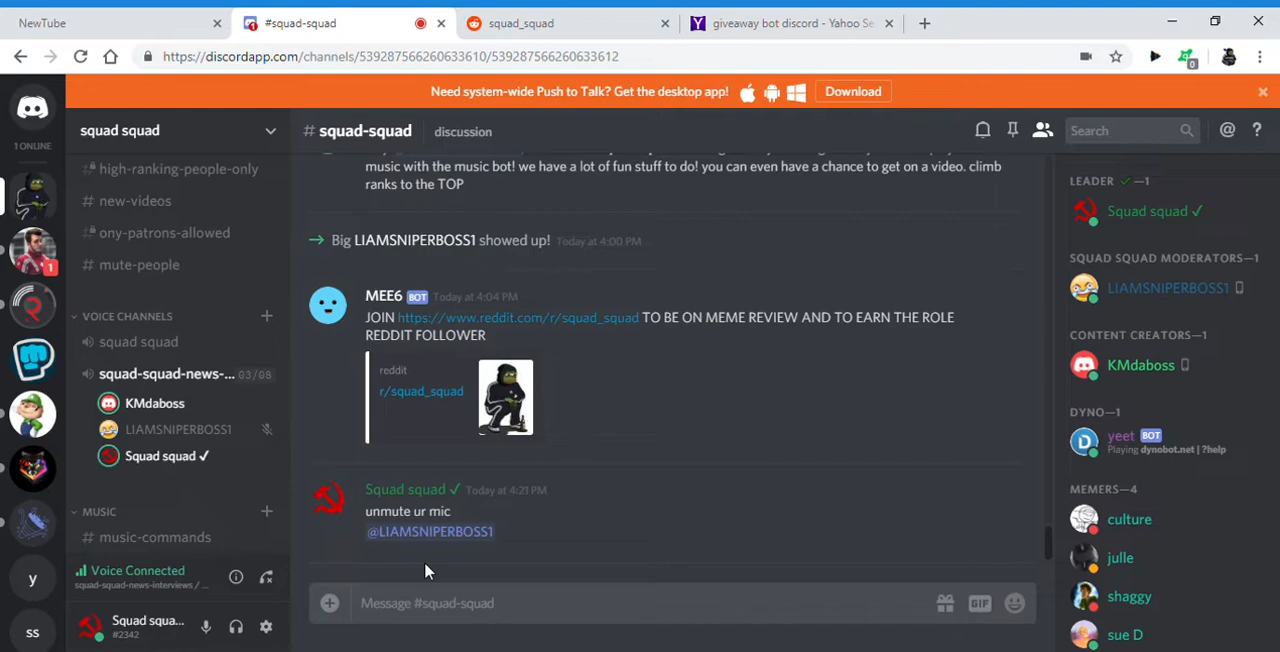 NewTube
#squad-squad
squad_squad
giveaway bot discord - Yahoo Se
https://discordapp.com/channels/539287566260633610/539287566260633612
0
Need system-wide Push to Talk? Get the desktop app!
Download
1 ONLINE
1
y
ss
squad squad
high-ranking-people-only
# new-videos
ony-patrons-allowed
# mute-people
VOICE CHANNELS
squad squad
squad-squad-news-... 03/08
KMdaboss
LIAMSNIPERBOSS1
Squad squad ✓
MUSIC
# music-commands
Voice Connected
squad-squad-news-interviews / ...
Squad squa...
#2342
# squad-squad
discussion
Search
music with the music bot! we have a lot of fun stuff to do! you can even have a chance to get on a video. climb
ranks to the TOP
Big LIAMSNIPERBOSS1 showed up! Today at 4:00 PM
MEE6 BOT Today at 4:04 PM
JOIN https://www.reddit.com/r/squad_squad TO BE ON MEME REVIEW AND TO EARN THE ROLE
REDDIT FOLLOWER
reddit
r/squad_squad
Squad squad ✓ Today at 4:21 PM
unmute ur mic
@LIAMSNIPERBOSS1
Message #squad-squad
GIF
LEADER ✓—1
Squad squad ✓
SQUAD SQUAD MODERATORS—1
LIAMSNIPERBOSS1
CONTENT CREATORS—1
KMdaboss
DYNO—1
yeet BOT
Playing dynobot.net | ?help
MEMERS—4
culture
julle
shaggy
sue D